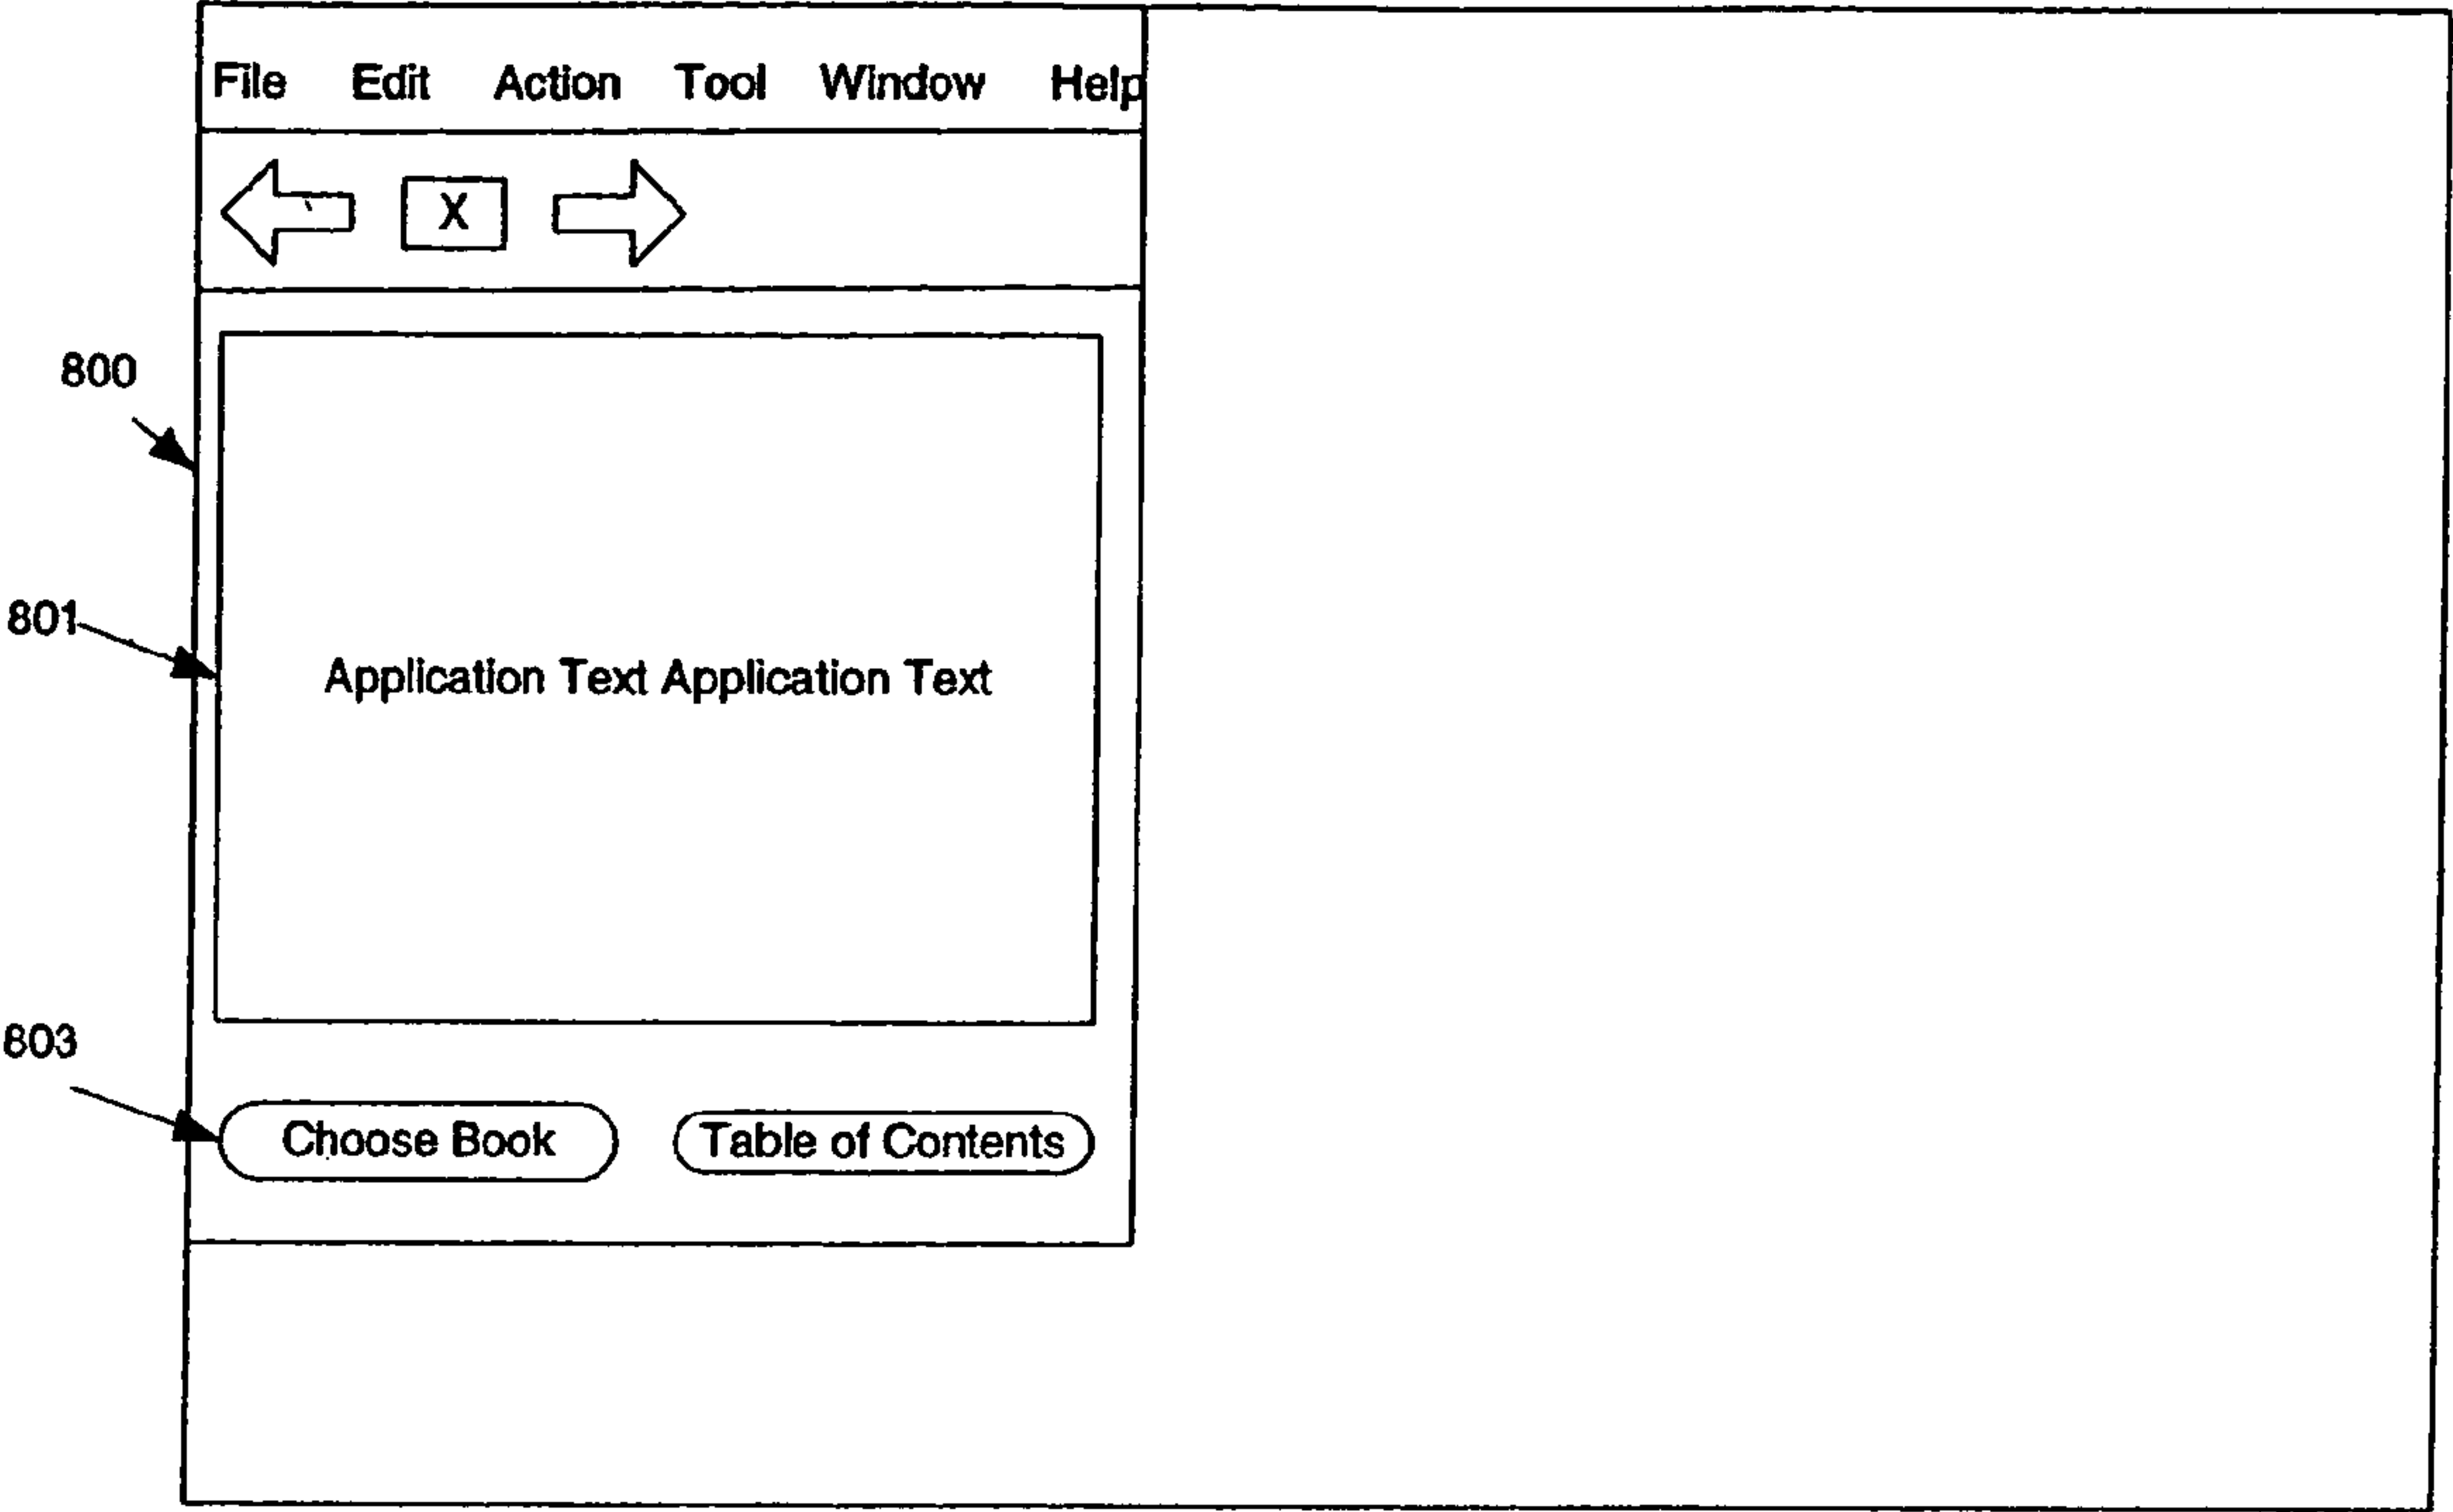 File Edit Action Tool Window Help
X
800
801
Application Text Application Text
803
Choose Book Table of Contents